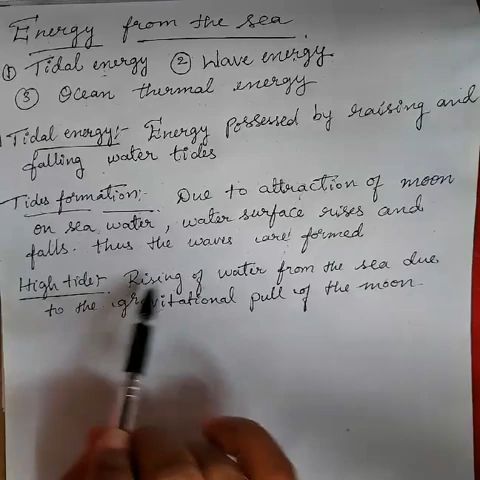 Energy from the sea
① Tidal energy ② Wave energy
③ Ocean thermal energy
Tidal energy:- Energy possessed by raising and
falling water tides
Tides formation:- Due to attraction of moon
on sea water, water surface rises and
falls. Thus the waves are formed
High tide:- Rising of water from the sea due
to the gravitational pull of the moon.